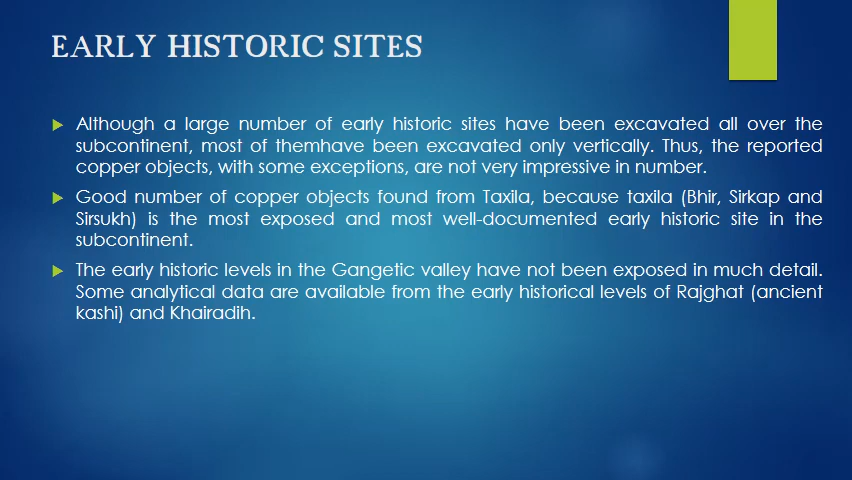 EARLY HISTORIC SITES
Although a large number of early historic sites have been excavated all over the
subcontinent, most of themhave been excavated only vertically. Thus, the reported
copper objects, with some exceptions, are not very impressive in number.
Good number of copper objects found from Taxila, because taxila (Bhir, Sirkap and
Sirsukh) is the most exposed and most well-documented early historic site in the
subcontinent.
The early historic levels in the Gangetic valley have not been exposed in much detail.
Some analytical data are available from the early historical levels of Rajghat (ancient
kashi) and Khairadih.